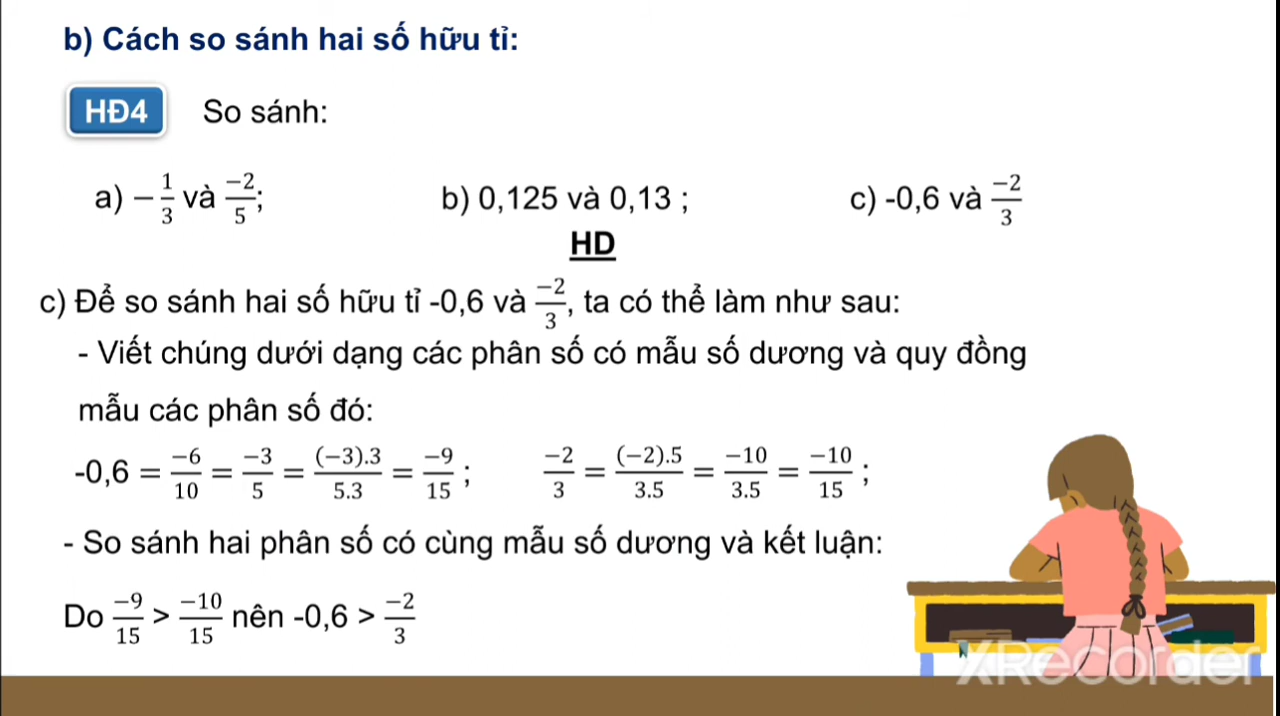 b) Cách so sánh hai số hữu tỉ:
HĐ4 So sánh:
a) −1/3 và −2/5; b) 0,125 và 0,13 ; c) -0,6 và −2/3
HD
c) Để so sánh hai số hữu tỉ -0,6 và −2/3, ta có thể làm như sau:
- Viết chúng dưới dạng các phân số có mẫu số dương và quy đồng
mẫu các phân số đó:
-0,6 = −6/10 = −3/5 = (−3).3/5.3 = −9/15 ; −2/3 = (−2).5/3.5 = −10/3.5 = −10/15 ;
- So sánh hai phân số có cùng mẫu số dương và kết luận:
Do −9/15 > −10/15 nên -0,6 > −2/3
XRecorder